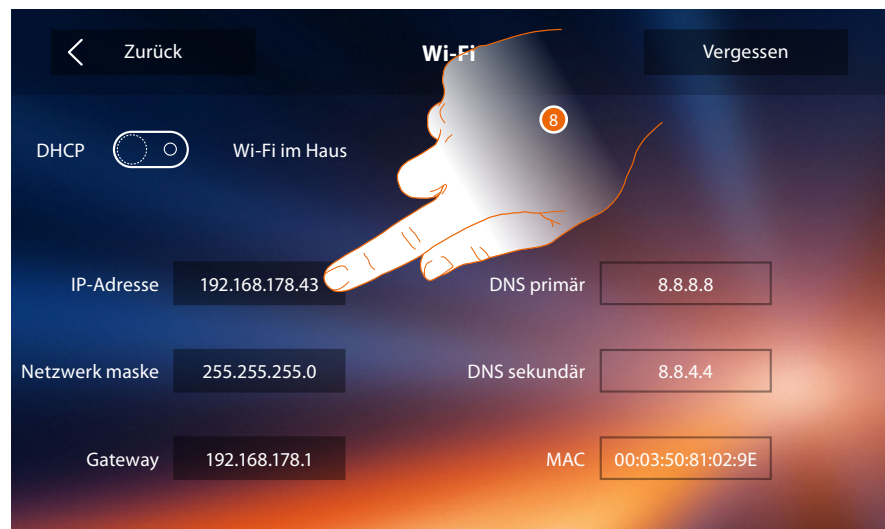 Zurück
Wi-Fi
Vergessen
8
DHCP
Wi-Fi im Haus
IP-Adresse 192.168.178.43
DNS primär 8.8.8.8
Netzwerk maske 255.255.255.0
DNS sekundär 8.8.4.4
Gateway 192.168.178.1
MAC 00:03:50:81:02:9E